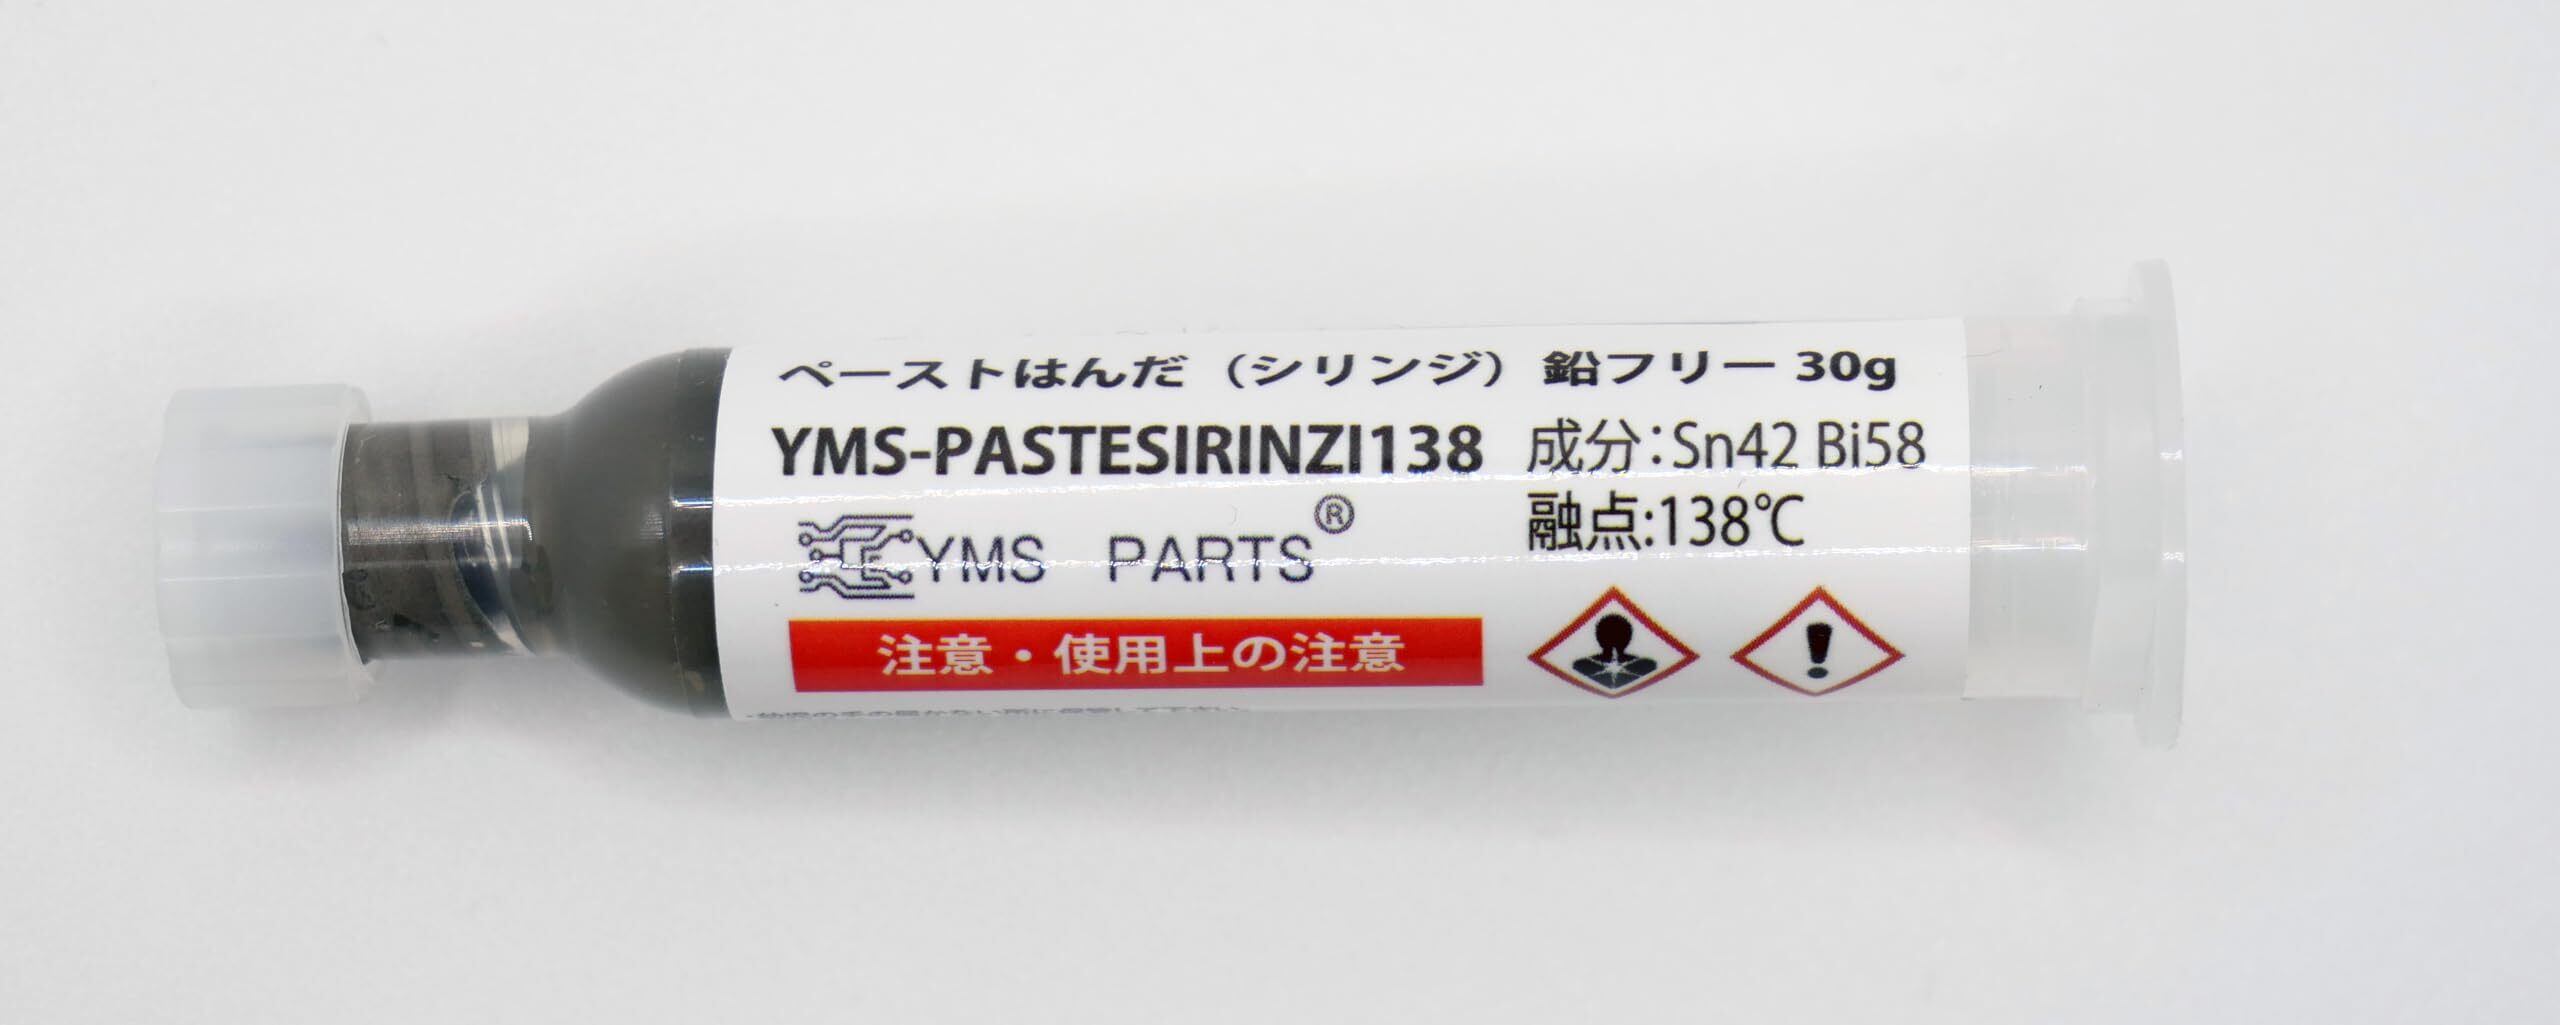 ペーストはんだ（シリンジ） 鉛フリー 30g
YMS-PASTESIRINZI138
成分：Sn42 Bi58
融点:138℃
YMS PARTS®
注意・使用上の注意